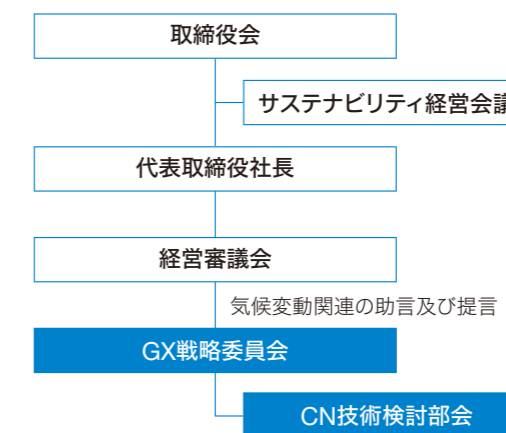 取締役会
サステナビリティ経営会議
代表取締役社長
経営審議会
気候変動関連の助言及び提言
GX戦略委員会
CN技術検討部会